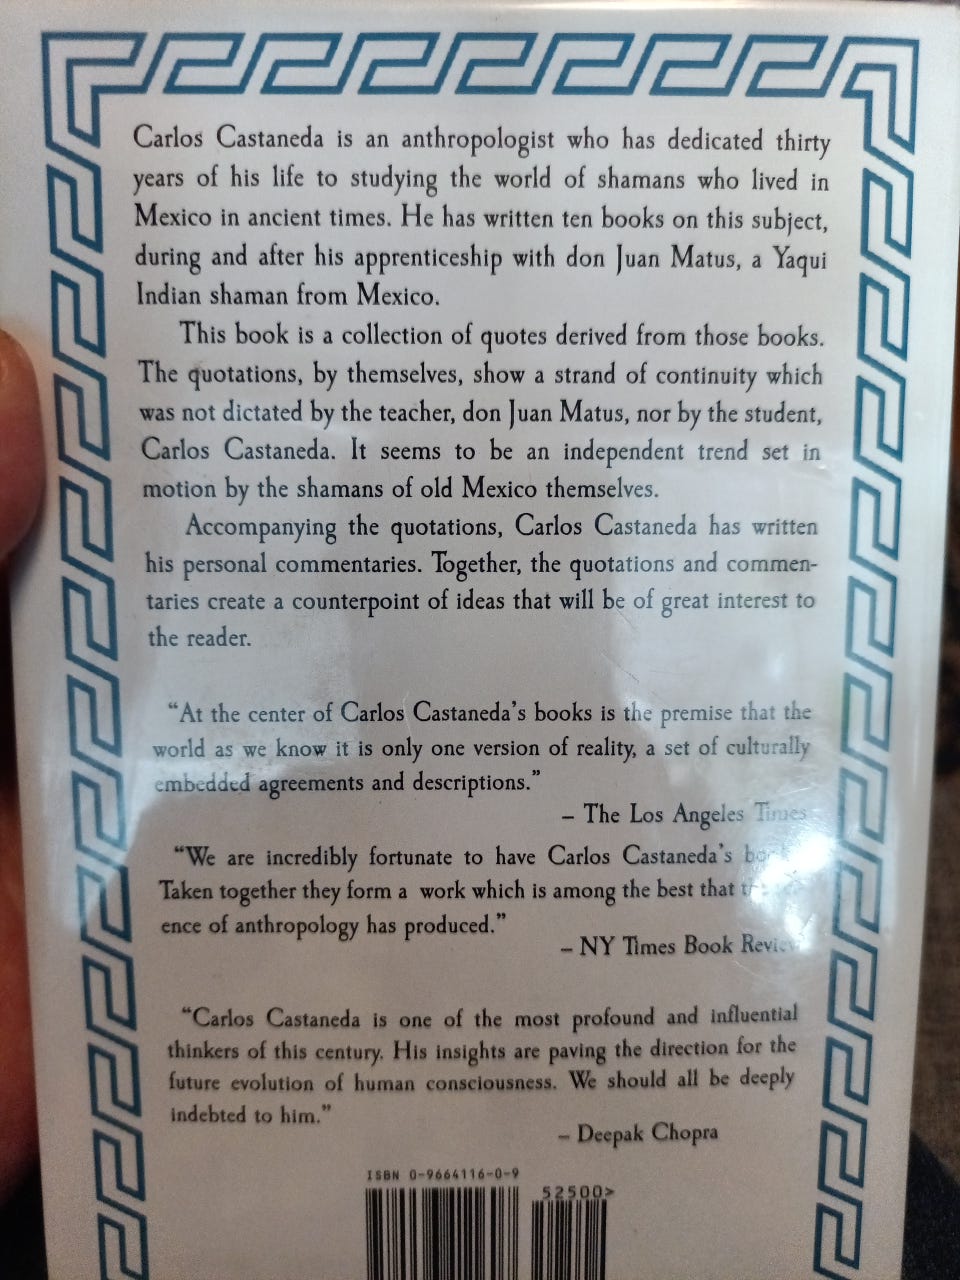 Carlos Castaneda is an anthropologist who has dedicated thirty
years of his life to studying the world of shamans who lived in
Mexico in ancient times. He has written ten books on this subject,
during and after his apprenticeship with don Juan Matus, a Yaqui
Indian shaman from Mexico.
This book is a collection of quotes derived from those books.
The quotations, by themselves, show a strand of continuity which
was not dictated by the teacher, don Juan Matus, nor by the student,
Carlos Castaneda. It seems to be an independent trend set in
motion by the shamans of old Mexico themselves.
Accompanying the quotations, Carlos Castaneda has written
his personal commentaries. Together, the quotations and commen-
taries create a counterpoint of ideas that will be of great interest to
the reader.
“At the center of Carlos Castaneda’s books is the premise that the
world as we know it is only one version of reality, a set of culturally
embedded agreements and descriptions.”
– The Los Angeles Times
“We are incredibly fortunate to have Carlos Castaneda’s
Taken together they form a work which is among the best that
ence of anthropology has produced.”
– NY Times Book Review
“Carlos Castaneda is one of the most profound and influential
thinkers of this century. His insights are paving the direction for the
future evolution of human consciousness. We should all be deeply
indebted to him.”
– Deepak Chopra
ISBN 0-9664116-0-9
52500>